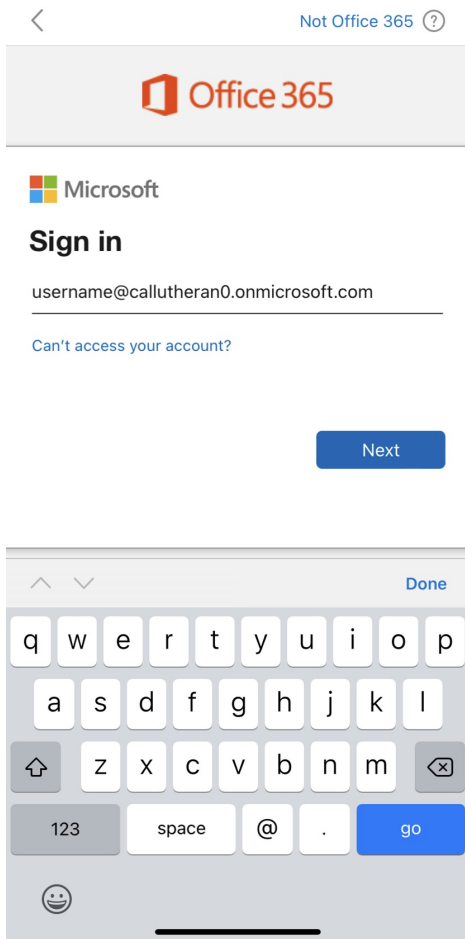 Not Office 365 ?
Office 365
Microsoft
Sign in
username@callutheran0.onmicrosoft.com
Can't access your account?
Next
Done
q w e r t y u i o p
a s d f g h j k l
z x c v b n m
123 space @ . go